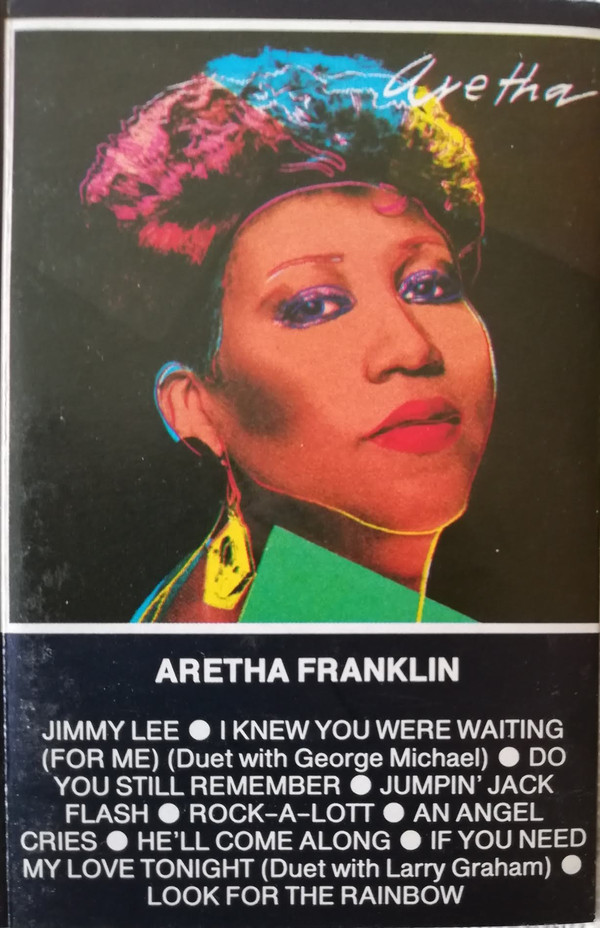 Aretha
ARETHA FRANKLIN
JIMMY LEE ● I KNEW YOU WERE WAITING
(FOR ME) (Duet with George Michael) ● DO
YOU STILL REMEMBER ● JUMPIN' JACK
FLASH ● ROCK-A-LOTT ● AN ANGEL
CRIES ● HE'LL COME ALONG ● IF YOU NEED
MY LOVE TONIGHT (Duet with Larry Graham) ●
LOOK FOR THE RAINBOW